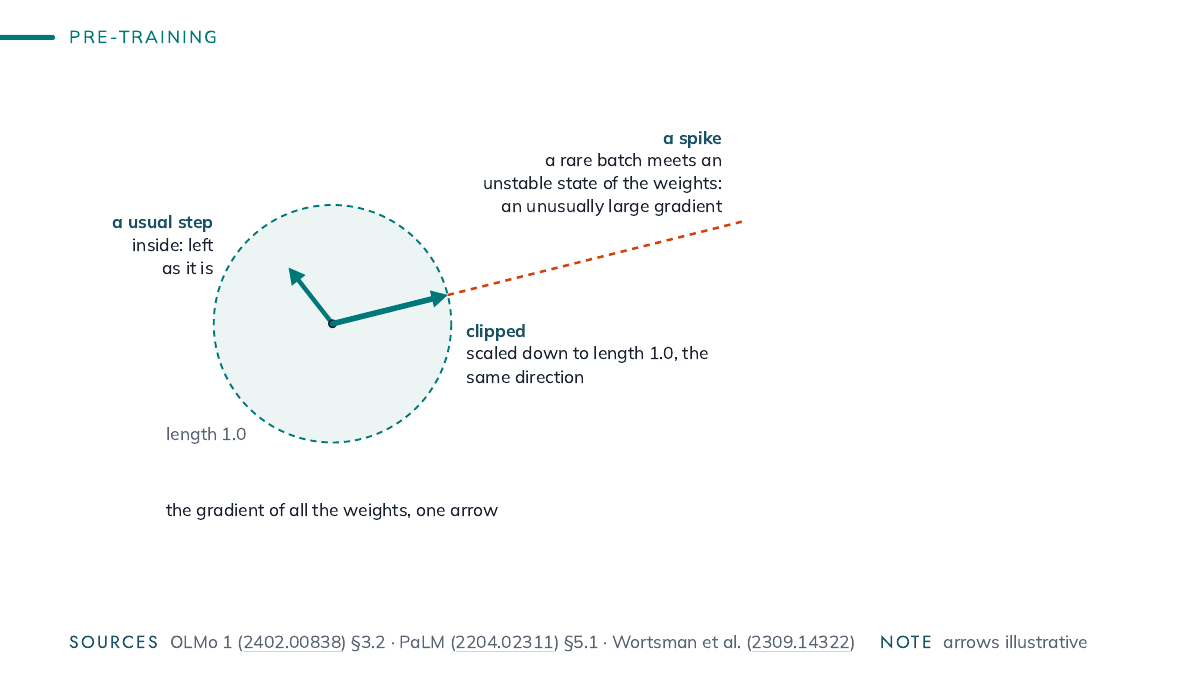 PRE-TRAINING
a spike
a rare batch meets an
unstable state of the weights:
an unusually large gradient
a usual step
inside: left
as it is
clipped
scaled down to length 1.0, the
same direction
length 1.0
the gradient of all the weights, one arrow
SOURCES OLMo 1 (2402.00838) §3.2 · PaLM (2204.02311) §5.1 · Wortsman et al. (2309.14322) NOTE arrows illustrative